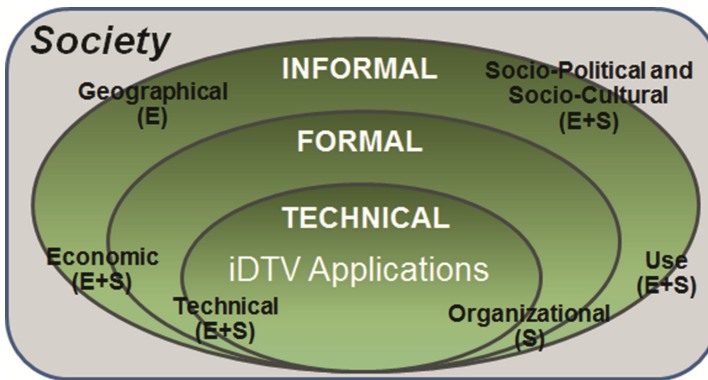 Society
INFORMAL
Geographical
(E)
Socio-Political and
Socio-Cultural
(E+S)
FORMAL
TECHNICAL
iDTV Applications
Economic
(E+S)
Use
(E+S)
Technical
(E+S)
Organizational
(S)